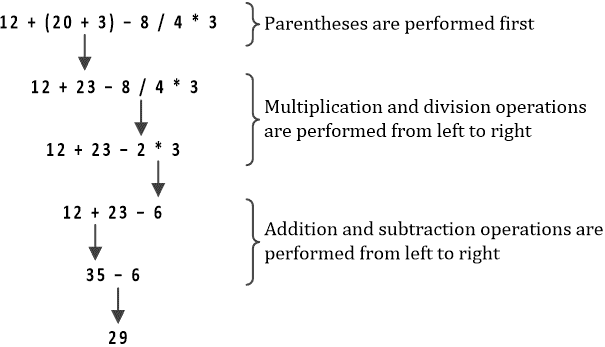 12 + (20 + 3) – 8 / 4 * 3
Parentheses are performed first
12 + 23 – 8 / 4 * 3
Multiplication and division operations
are performed from left to right
12 + 23 – 2 * 3
12 + 23 – 6
Addition and subtraction operations are
performed from left to right
35 – 6
29